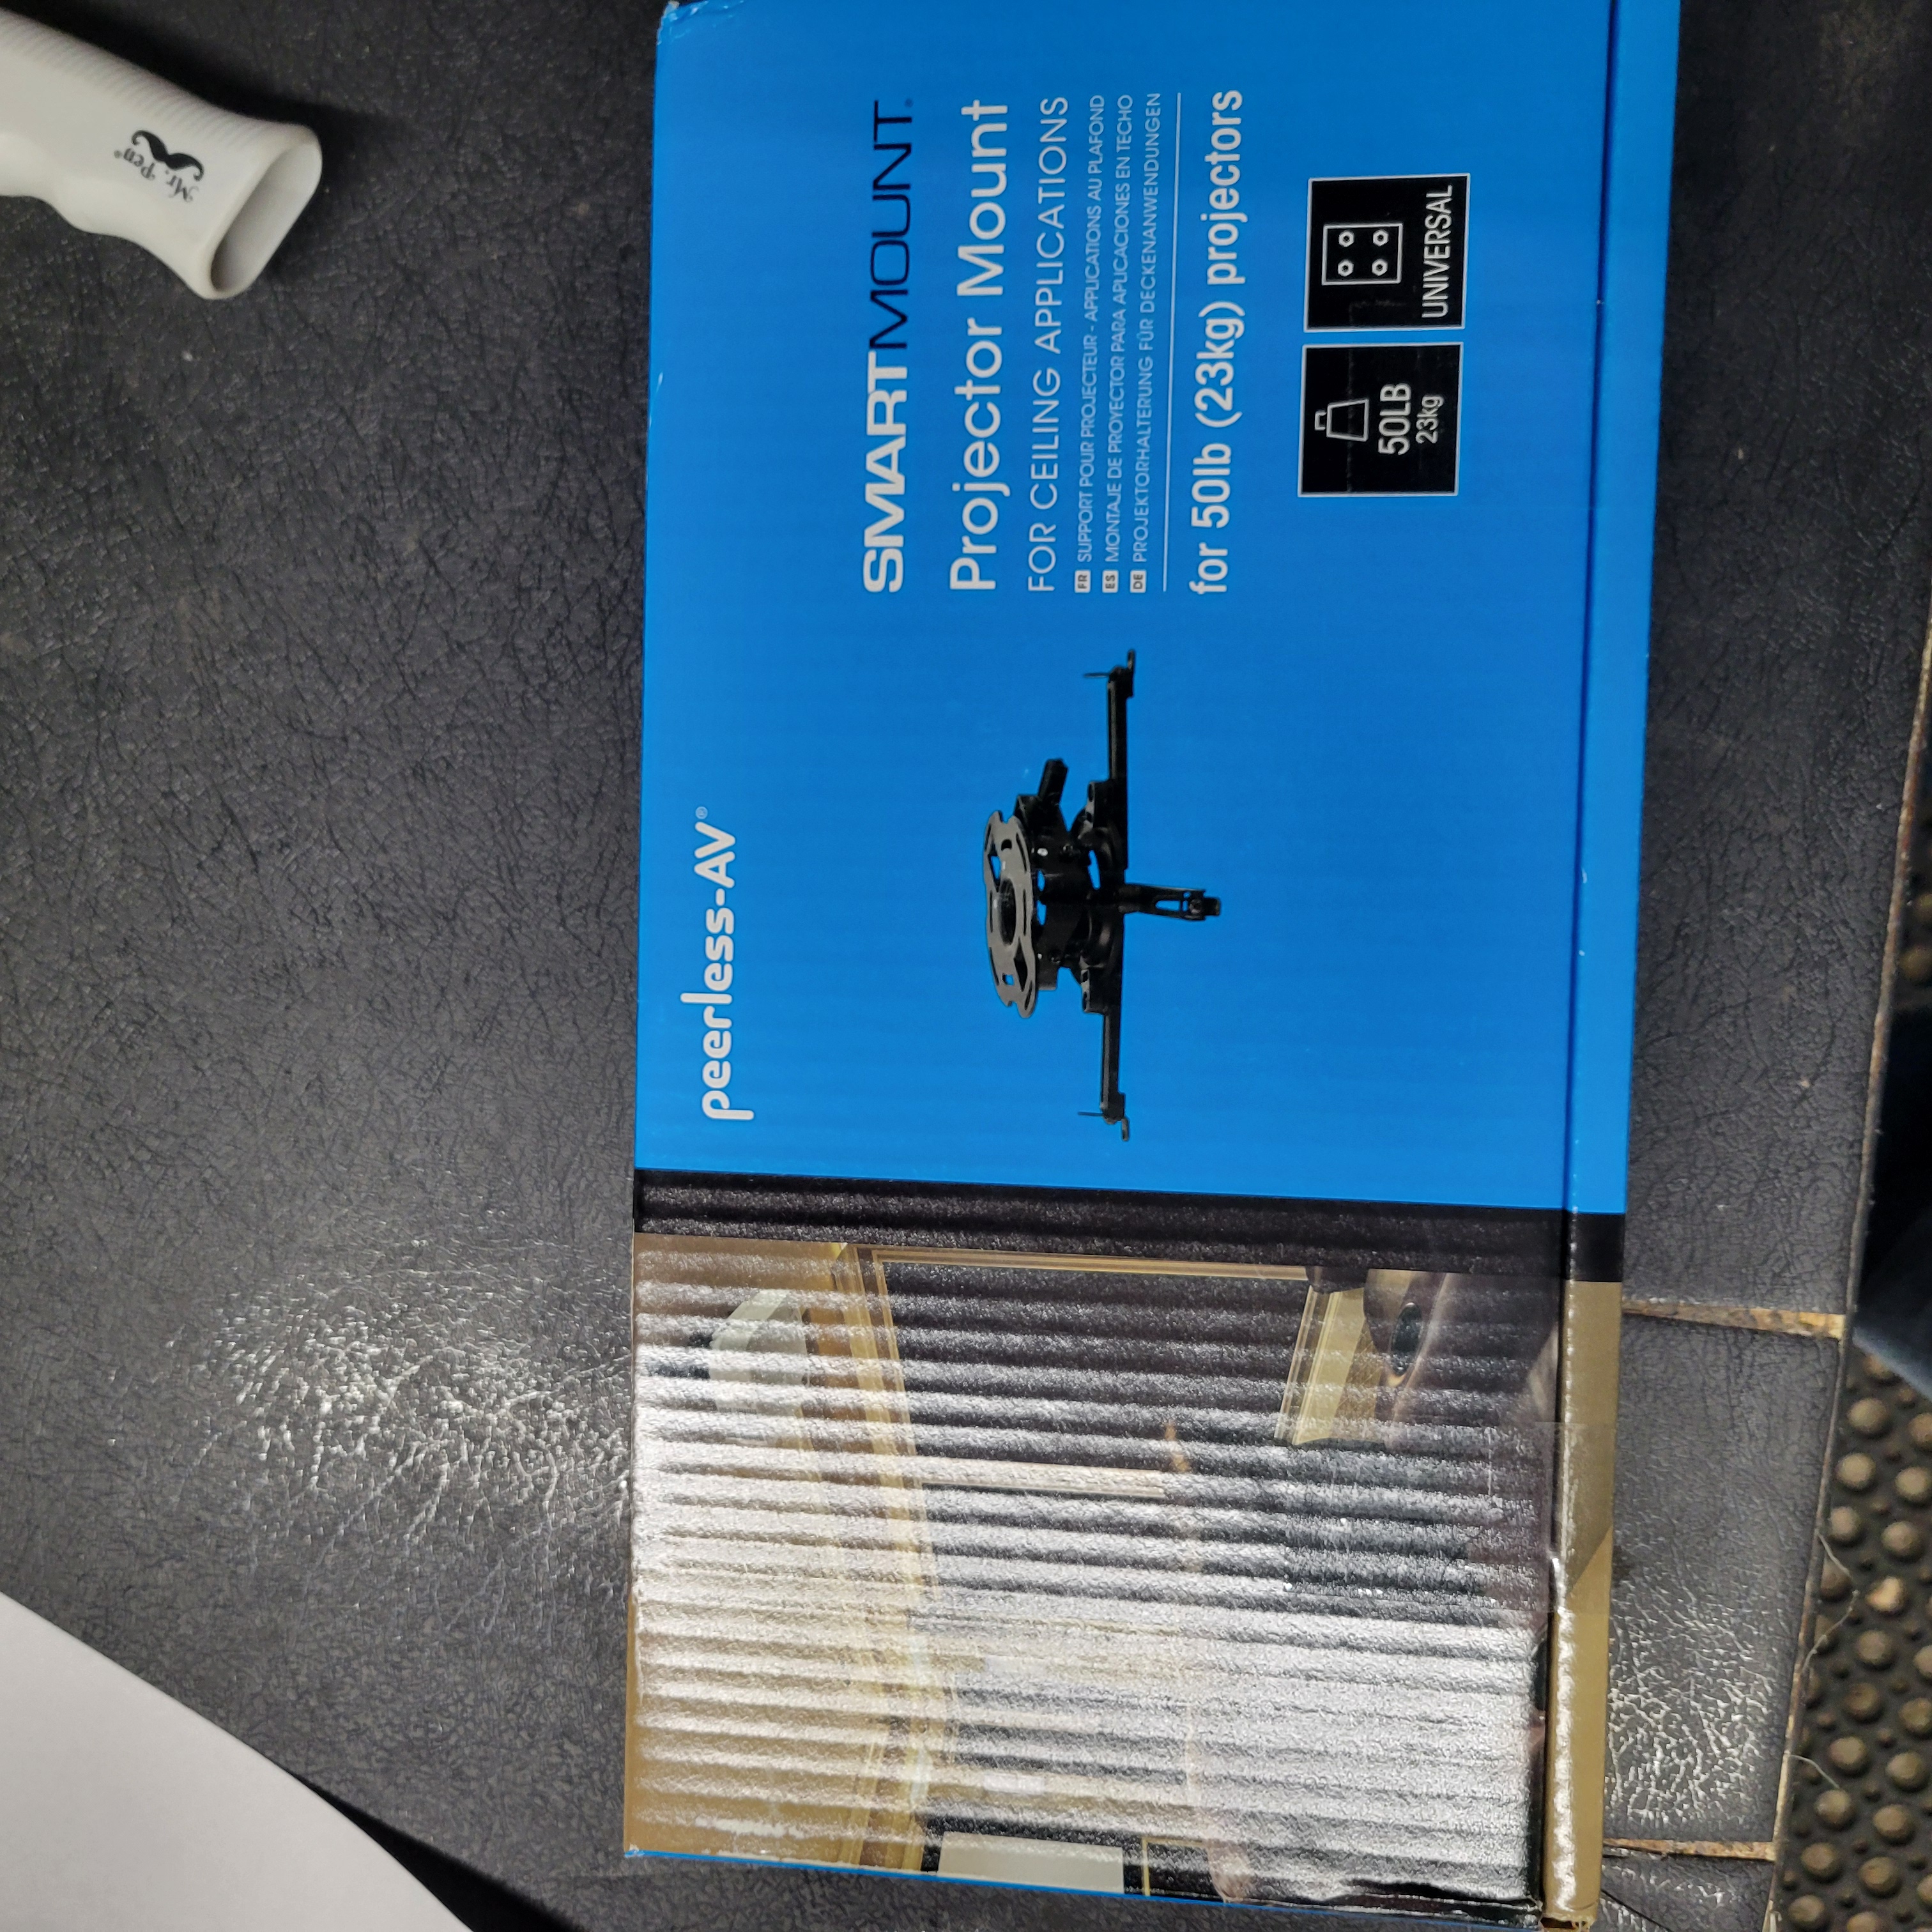 peerless-AV®
SMARTMOUNT®
Projector Mount
FOR CEILING APPLICATIONS
FR SUPPORT POUR PROJECTEUR - APPLICATIONS AU PLAFOND
ES MONTAJE DE PROYECTOR PARA APLICACIONES EN TECHO
DE PROJEKTORHALTERUNG FÜR DECKENANWENDUNGEN
for 50lb (23kg) projectors
50LB
23kg
UNIVERSAL
Mr. Pen®